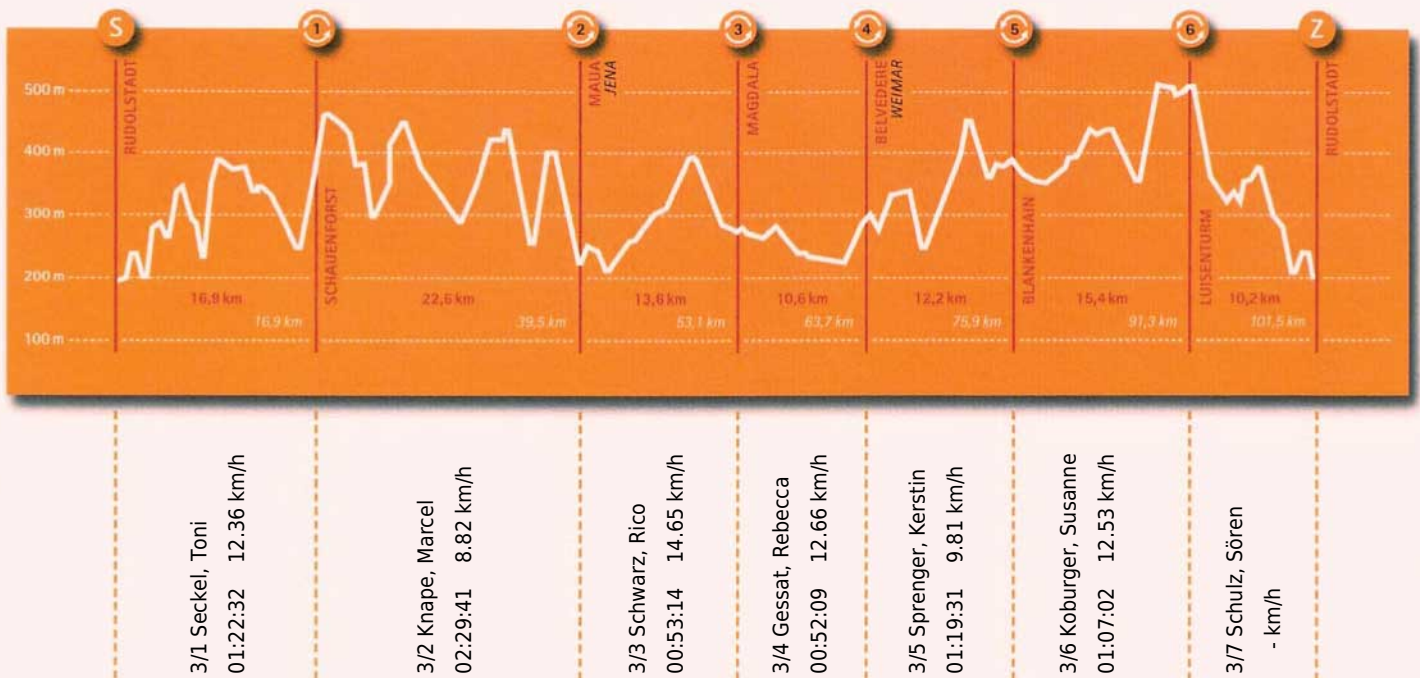 S
1
2
3
4
5
6
Z
500 m
400 m
300 m
200 m
100 m
RUDOLSTADT
SCHAUENFORST
MAUA
JENA
MAGDALA
BELVEDERE
WEIMAR
BLANKENHAIN
LUISENTURM
RUDOLSTADT
16,9 km
22,6 km
13,6 km
10,6 km
12,2 km
15,4 km
10,2 km
16,9 km
39,5 km
53,1 km
63,7 km
75,9 km
91,3 km
101,5 km
3/1 Seckel, Toni
01:22:32 12.36 km/h
3/2 Knape, Marcel
02:29:41 8.82 km/h
3/3 Schwarz, Rico
00:53:14 14.65 km/h
3/4 Gessat, Rebecca
00:52:09 12.66 km/h
3/5 Sprenger, Kerstin
01:19:31 9.81 km/h
3/6 Koburger, Susanne
01:07:02 12.53 km/h
3/7 Schulz, Sören
- km/h